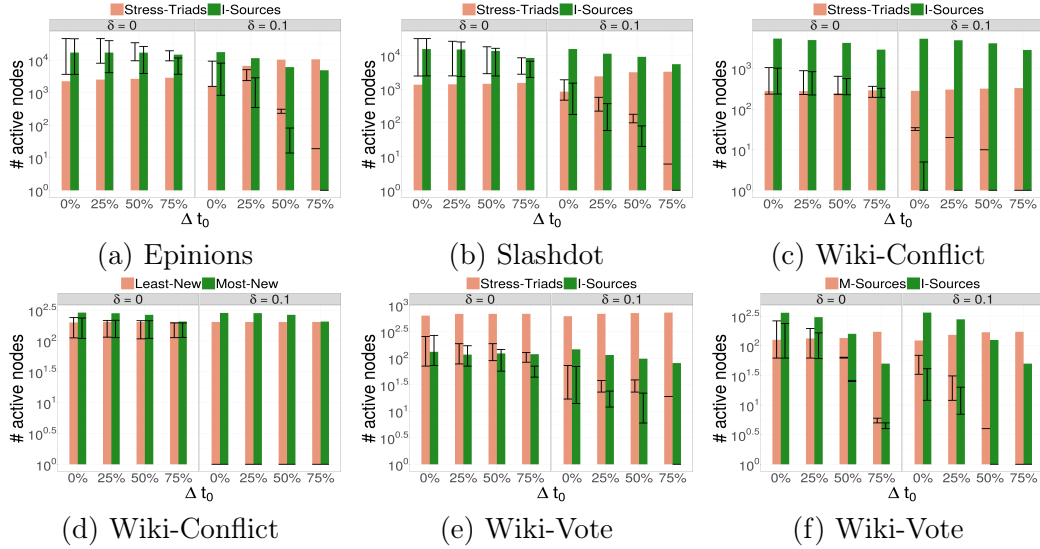 Stress-Triads I-Sources
δ = 0 δ = 0.1
# active nodes
10^4
10^3
10^2
10^1
10^0
0% 25% 50% 75% 0% 25% 50% 75%
Δ t_0
(a) Epinions
Stress-Triads I-Sources
δ = 0 δ = 0.1
# active nodes
10^4
10^3
10^2
10^1
10^0
0% 25% 50% 75% 0% 25% 50% 75%
Δ t_0
(b) Slashdot
Stress-Triads I-Sources
δ = 0 δ = 0.1
# active nodes
10^3
10^2
10^1
10^0
0% 25% 50% 75% 0% 25% 50% 75%
Δ t_0
(c) Wiki-Conflict
Least-New Most-New
δ = 0 δ = 0.1
# active nodes
10^2.5
10^2
10^1.5
10^1
10^0.5
10^0
0% 25% 50% 75% 0% 25% 50% 75%
Δ t_0
(d) Wiki-Conflict
Stress-Triads I-Sources
δ = 0 δ = 0.1
# active nodes
10^3
10^2.5
10^2
10^1.5
10^1
10^0.5
10^0
0% 25% 50% 75% 0% 25% 50% 75%
Δ t_0
(e) Wiki-Vote
M-Sources I-Sources
δ = 0 δ = 0.1
# active nodes
10^2.5
10^2
10^1.5
10^1
10^0.5
10^0
0% 25% 50% 75% 0% 25% 50% 75%
Δ t_0
(f) Wiki-Vote